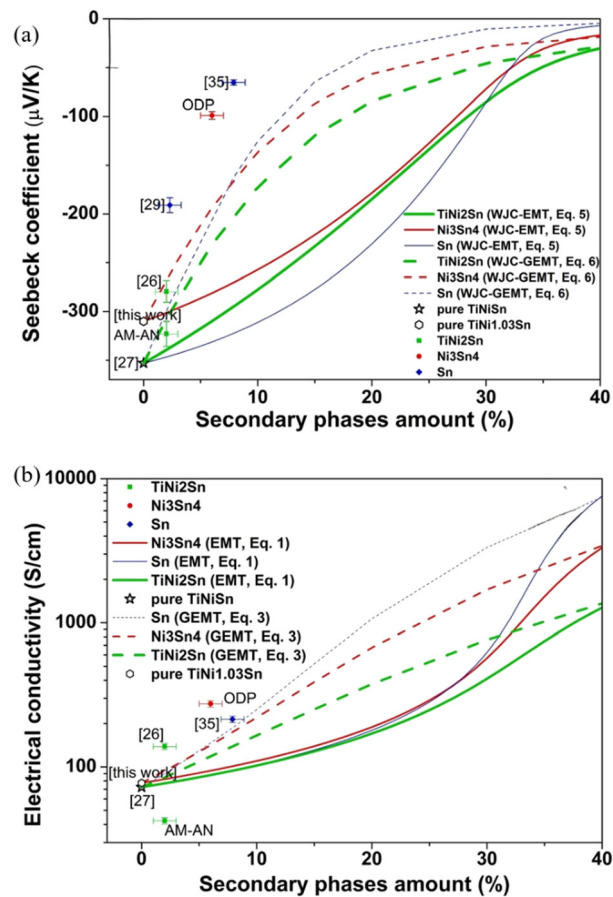 (a)
0
-100
-200
-300
Seebeck coefficient (μV/K)
[35]
ODP
[29]
[26]
[this work]
AM-AN
[27]
TiNi2Sn (WJC-EMT, Eq. 5)
Ni3Sn4 (WJC-EMT, Eq. 5)
Sn (WJC-EMT, Eq. 5)
TiNi2Sn (WJC-GEMT, Eq. 6)
Ni3Sn4 (WJC-GEMT, Eq. 6)
Sn (WJC-GEMT, Eq. 6)
pure TiNiSn
pure TiNi1.03Sn
TiNi2Sn
Ni3Sn4
Sn
0 10 20 30 40
Secondary phases amount (%)
(b)
10000
1000
100
Electrical conductivity (S/cm)
TiNi2Sn
Ni3Sn4
Sn
Ni3Sn4 (EMT, Eq. 1)
Sn (EMT, Eq. 1)
TiNi2Sn (EMT, Eq. 1)
pure TiNiSn
Sn (GEMT, Eq. 3)
Ni3Sn4 (GEMT, Eq. 3)
TiNi2Sn (GEMT, Eq. 3)
pure TiNi1.03Sn
ODP
[35]
[26]
[this work]
[27]
AM-AN
0 10 20 30 40
Secondary phases amount (%)